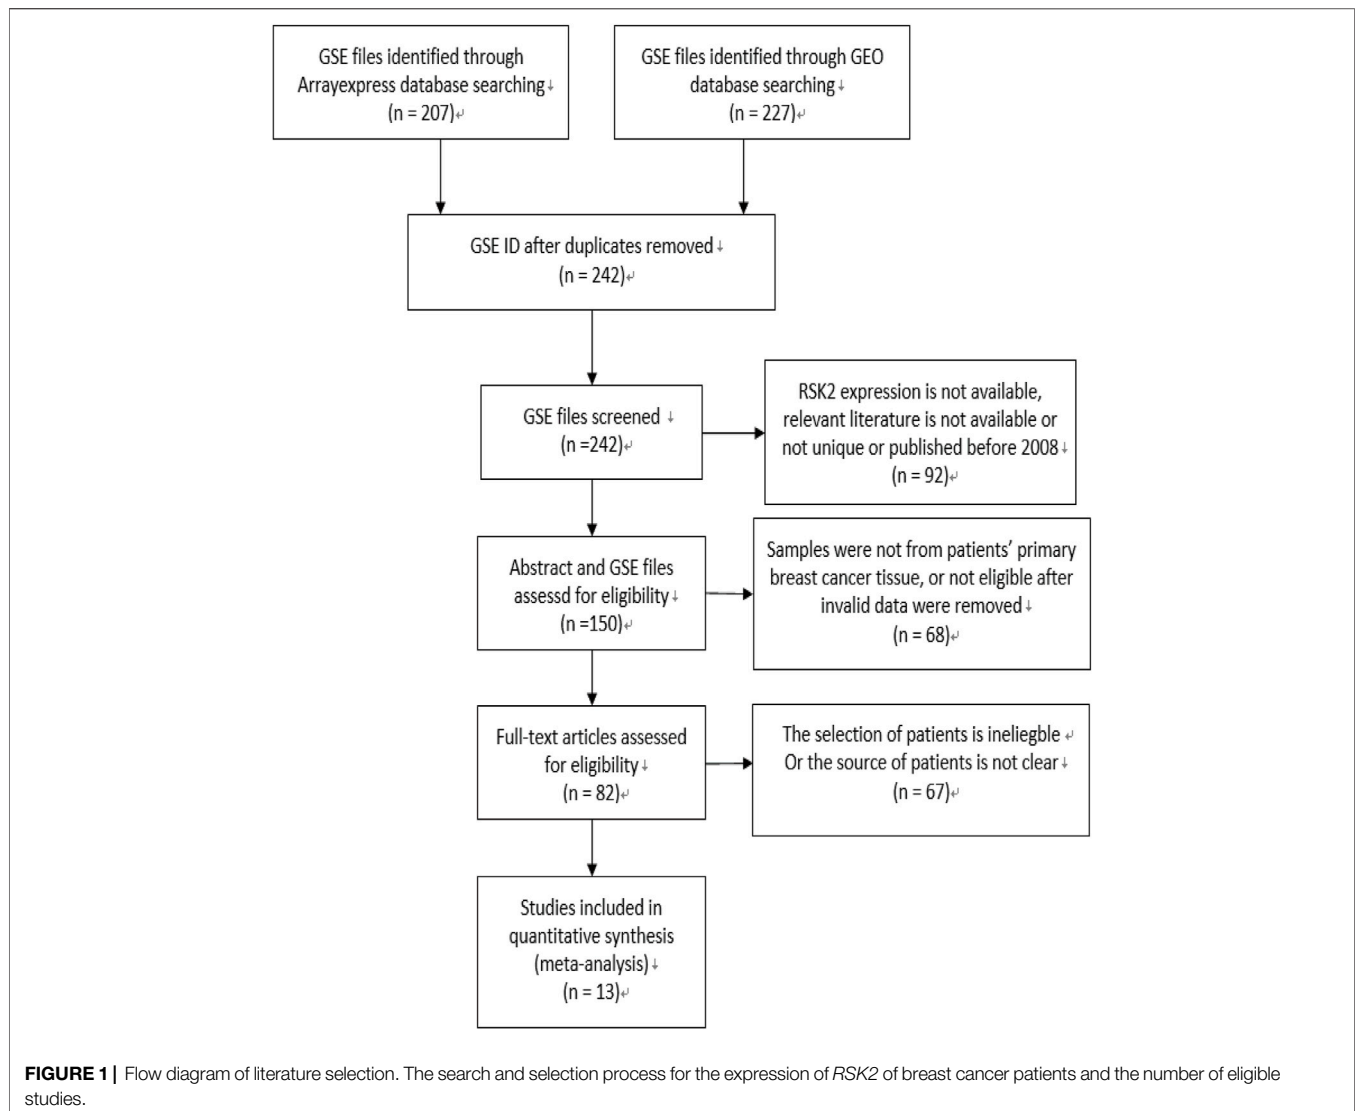 GSE files identified through
Arrayexpress database searching↓
(n = 207)↵
GSE files identified through GEO
database searching↓
(n = 227)↵
GSE ID after duplicates removed↓
(n = 242)↵
GSE files screened ↓
(n =242)↵
RSK2 expression is not available,
relevant literature is not available or
not unique or published before 2008↓
(n = 92)↵
Abstract and GSE files
assessd for eligibility↓
(n =150)↵
Samples were not from patients’ primary
breast cancer tissue, or not eligible after
invalid data were removed↓
(n = 68)↵
Full-text articles assessed
for eligibility↓
(n = 82)↵
The selection of patients is ineliegble ↵
Or the source of patients is not clear↓
(n = 67)↵
Studies included in
quantitative synthesis
(meta-analysis)↓
(n = 13)↵
FIGURE 1 | Flow diagram of literature selection. The search and selection process for the expression of RSK2 of breast cancer patients and the number of eligible
studies.